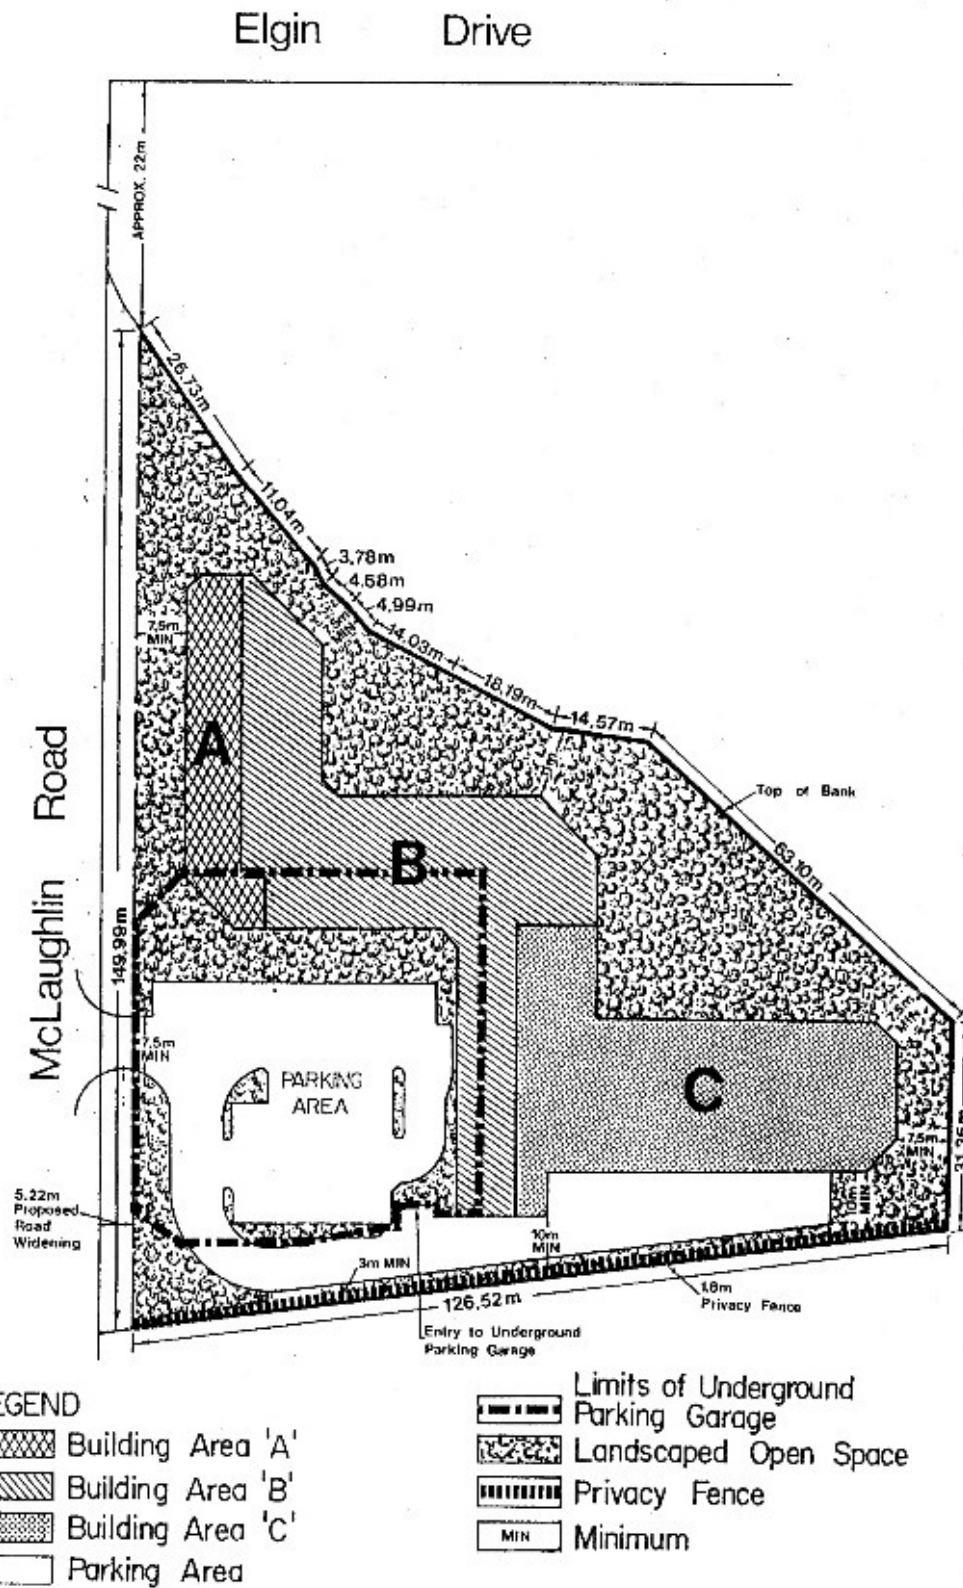 Elgin Drive
APPROX. 22m
26.73m
11.04m
3.78m
4.58m
4.99m
14.03m
18.19m
14.57m
7.5m
MIN
A
McLaughlin Road
149.99m
Top of Bank
63.10m
B
7.5m
MIN
PARKING
AREA
C
7.5m
MIN
10m
MIN
5.22m
Proposed
Road
Widening
10m
MIN
3m MIN
126.52m
1.8m
Privacy Fence
Entry to Underground
Parking Garage
EGEND
Building Area 'A'
Building Area 'B'
Building Area 'C'
Parking Area
Limits of Underground
Parking Garage
Landscaped Open Space
Privacy Fence
MIN Minimum